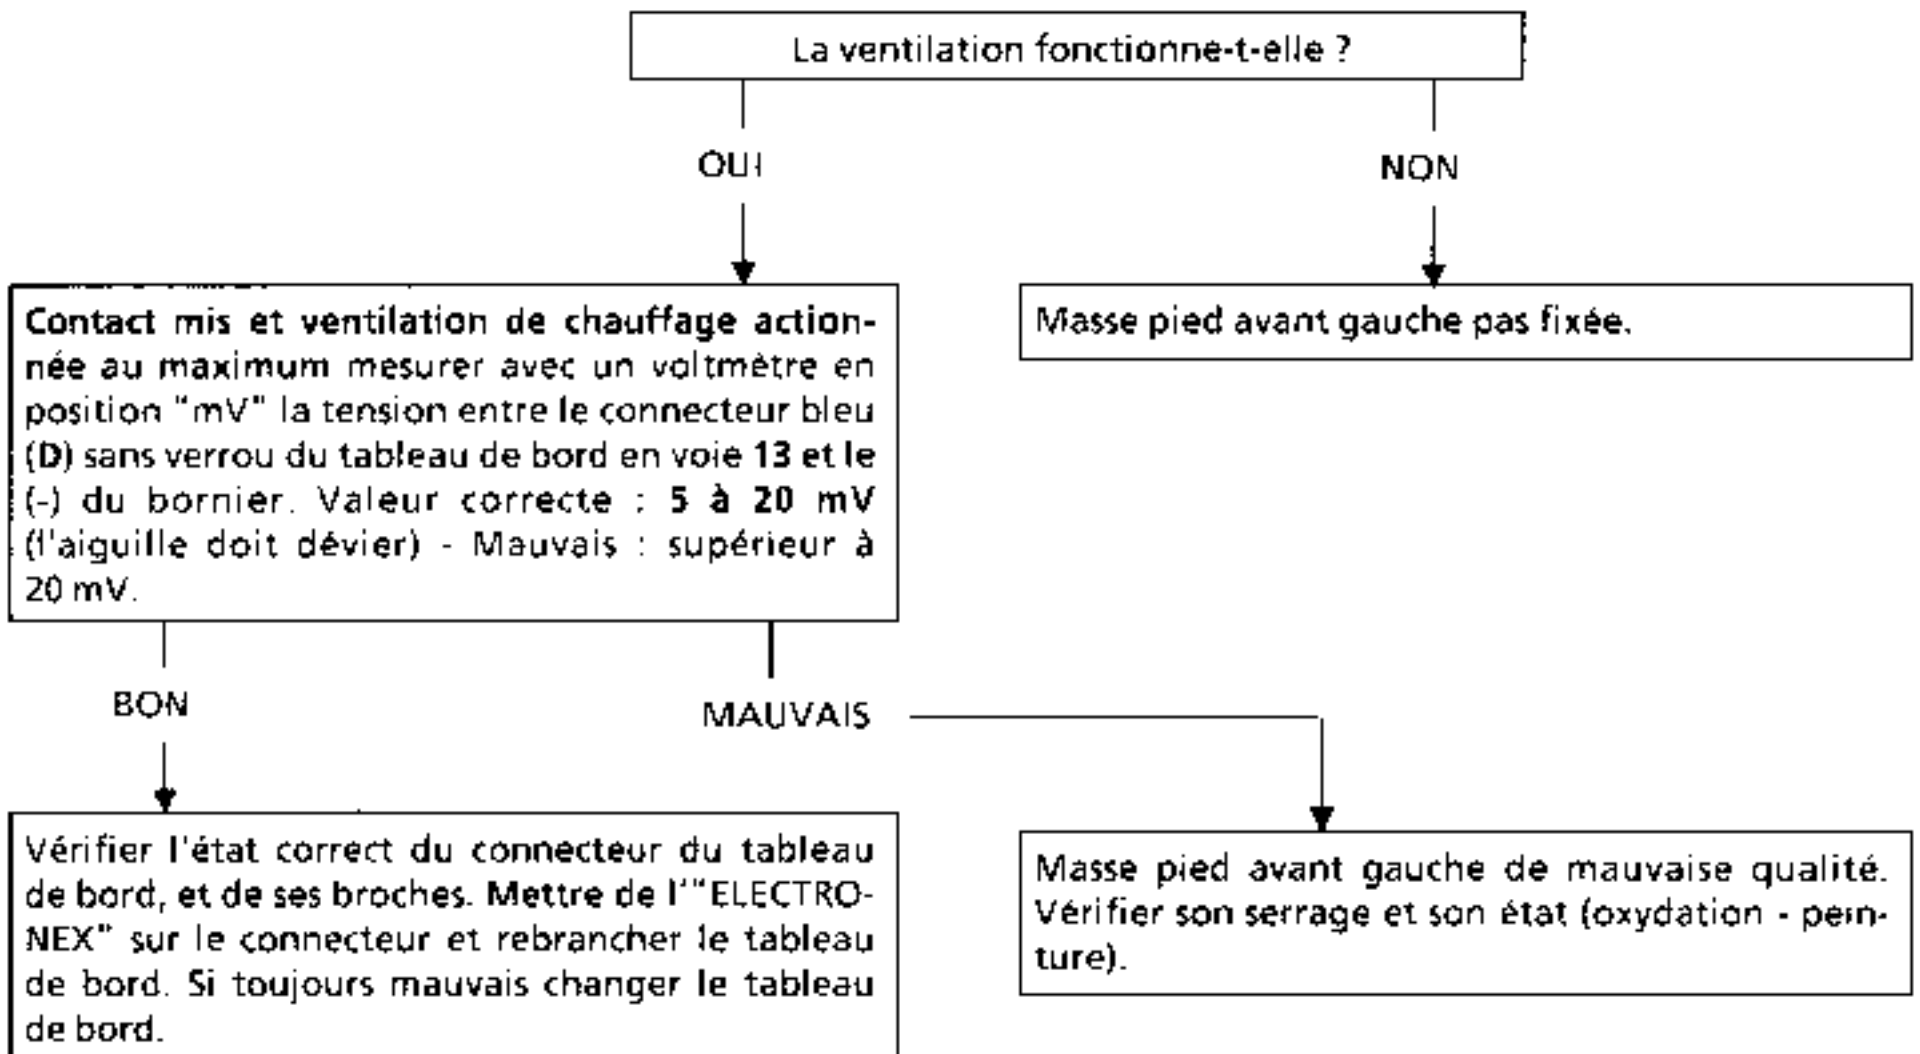 La ventilation fonctionne-t-elle ?
OUI
NON
Contact mis et ventilation de chauffage action-
née au maximum mesurer avec un voltmètre en
position "mV" la tension entre le connecteur bleu
(D) sans verrou du tableau de bord en voie 13 et le
(-) du bornier. Valeur correcte : 5 à 20 mV
(l'aiguille doit dévier) - Mauvais : supérieur à
20 mV.
Masse pied avant gauche pas fixée.
BON
MAUVAIS
Vérifier l'état correct du connecteur du tableau
de bord, et de ses broches. Mettre de l'"ELECTRO-
NEX" sur le connecteur et rebrancher le tableau
de bord. Si toujours mauvais changer le tableau
de bord.
Masse pied avant gauche de mauvaise qualité.
Vérifier son serrage et son état (oxydation - pein-
ture).